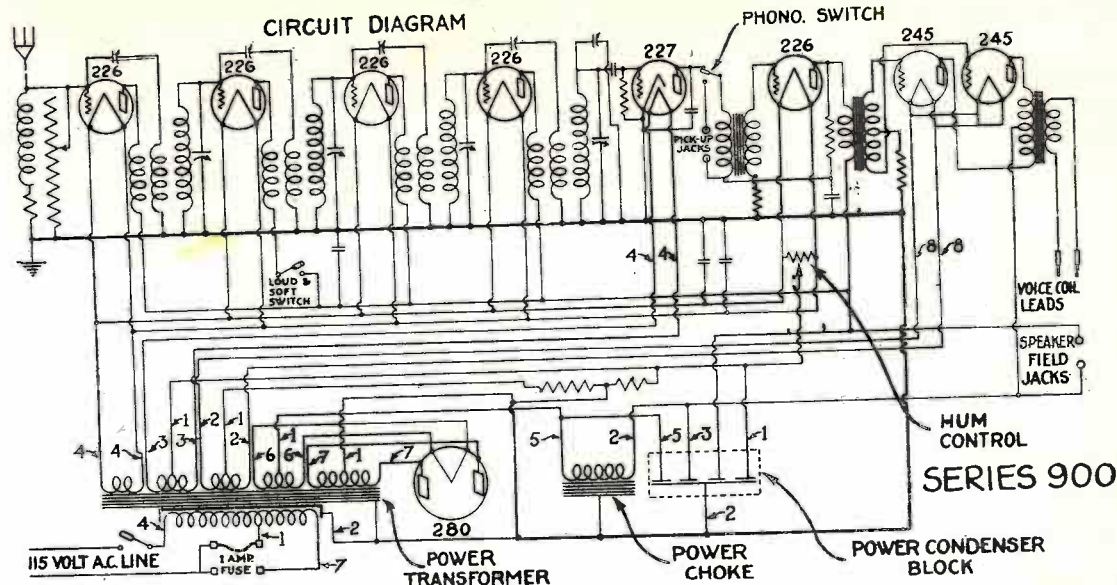 CIRCUIT DIAGRAM
PHONO. SWITCH
226
226
226
226
227
226
245
245
PICK-UP
JACKS
4
4
8
8
LOUD &
SOFT
SWITCH
VOICE COIL
LEADS
SPEAKER
FIELD
JACKS
HUM
CONTROL
SERIES 900
4
4
3
1
3
2
1
2
6
1
6
7
1
7
5
2
5
3
1
280
2
4
1
2
7
115 VOLT A.C. LINE
1 AMP.
FUSE
POWER
TRANSFORMER
POWER
CHOKE
POWER CONDENSER
BLOCK